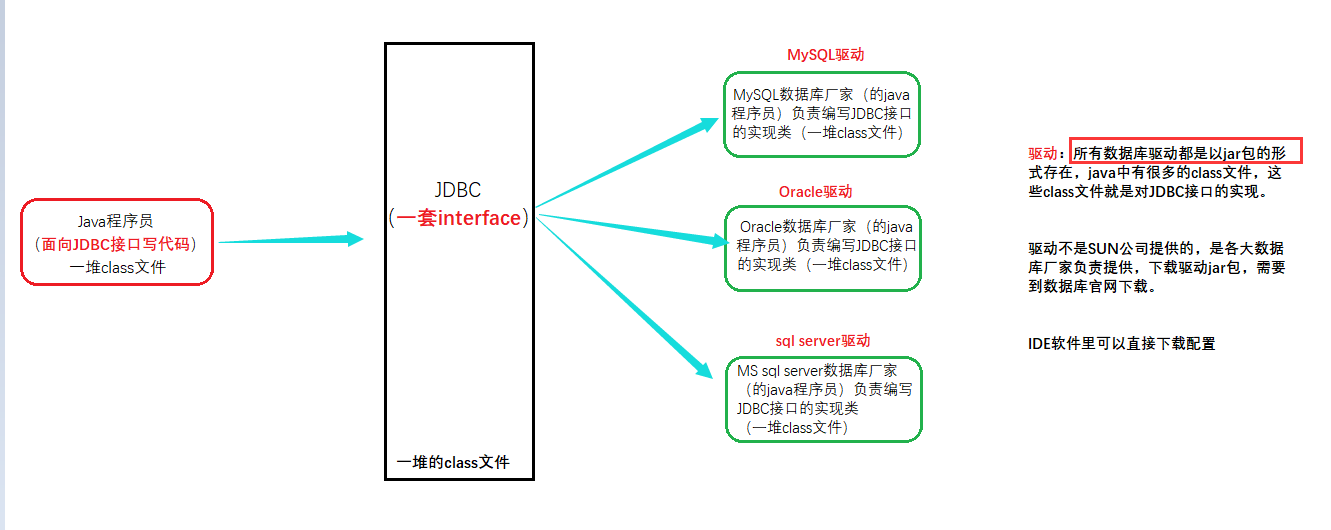 Java程序员
（面向JDBC接口写代码）
一堆class文件
JDBC
（一套interface）
一堆的class文件
MySQL驱动
MySQL数据库厂家（的java
程序员）负责编写JDBC接口
的实现类（一堆class文件）
Oracle驱动
Oracle数据库厂家（的java
程序员）负责编写JDBC接口
的实现类（一堆class文件）
sql server驱动
MS sql server数据库厂家
（的java程序员）负责编写
JDBC接口的实现类
（一堆class文件）
驱动：所有数据库驱动都是以jar包的形
式存在，java中有很多的class文件，这
些class文件就是对JDBC接口的实现。
驱动不是SUN公司提供的，是各大数据
库厂家负责提供，下载驱动jar包，需要
到数据库官网下载。
IDE软件里可以直接下载配置